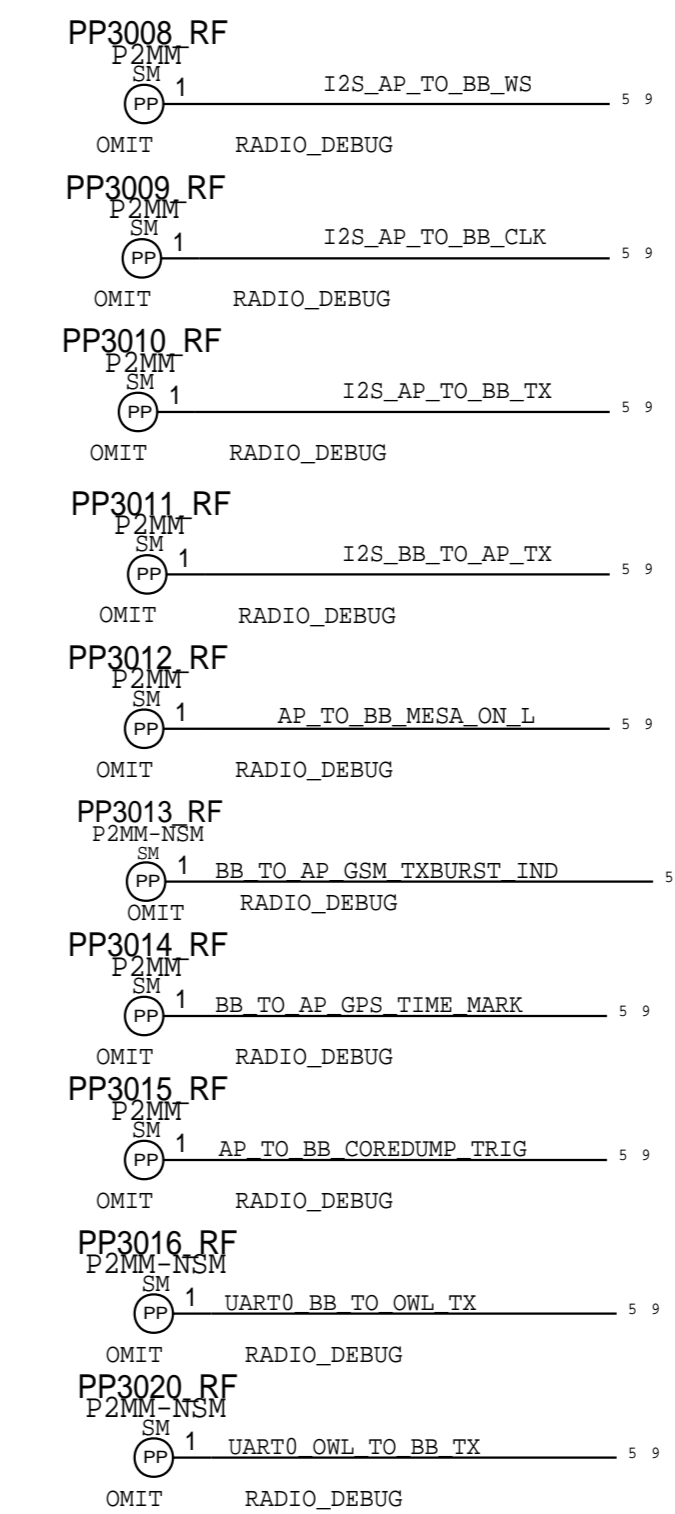 PP3008_RF
P2MM
SM
PP 1 I2S_AP_TO_BB_WS 5 9
OMIT RADIO_DEBUG
PP3009_RF
P2MM
SM
PP 1 I2S_AP_TO_BB_CLK 5 9
OMIT RADIO_DEBUG
PP3010_RF
P2MM
SM
PP 1 I2S_AP_TO_BB_TX 5 9
OMIT RADIO_DEBUG
PP3011_RF
P2MM
SM
PP 1 I2S_BB_TO_AP_TX 5 9
OMIT RADIO_DEBUG
PP3012_RF
P2MM
SM
PP 1 AP_TO_BB_MESA_ON_L 5 9
OMIT RADIO_DEBUG
PP3013_RF
P2MM-NSM
SM
PP 1 BB_TO_AP_GSM_TXBURST_IND 5
OMIT RADIO_DEBUG
PP3014_RF
P2MM
SM
PP 1 BB_TO_AP_GPS_TIME_MARK 5 9
OMIT RADIO_DEBUG
PP3015_RF
P2MM
SM
PP 1 AP_TO_BB_COREDUMP_TRIG 5 9
OMIT RADIO_DEBUG
PP3016_RF
P2MM-NSM
SM
PP 1 UART0_BB_TO_OWL_TX 5 9
OMIT RADIO_DEBUG
PP3020_RF
P2MM-NSM
SM
PP 1 UART0_OWL_TO_BB_TX 5 9
OMIT RADIO_DEBUG